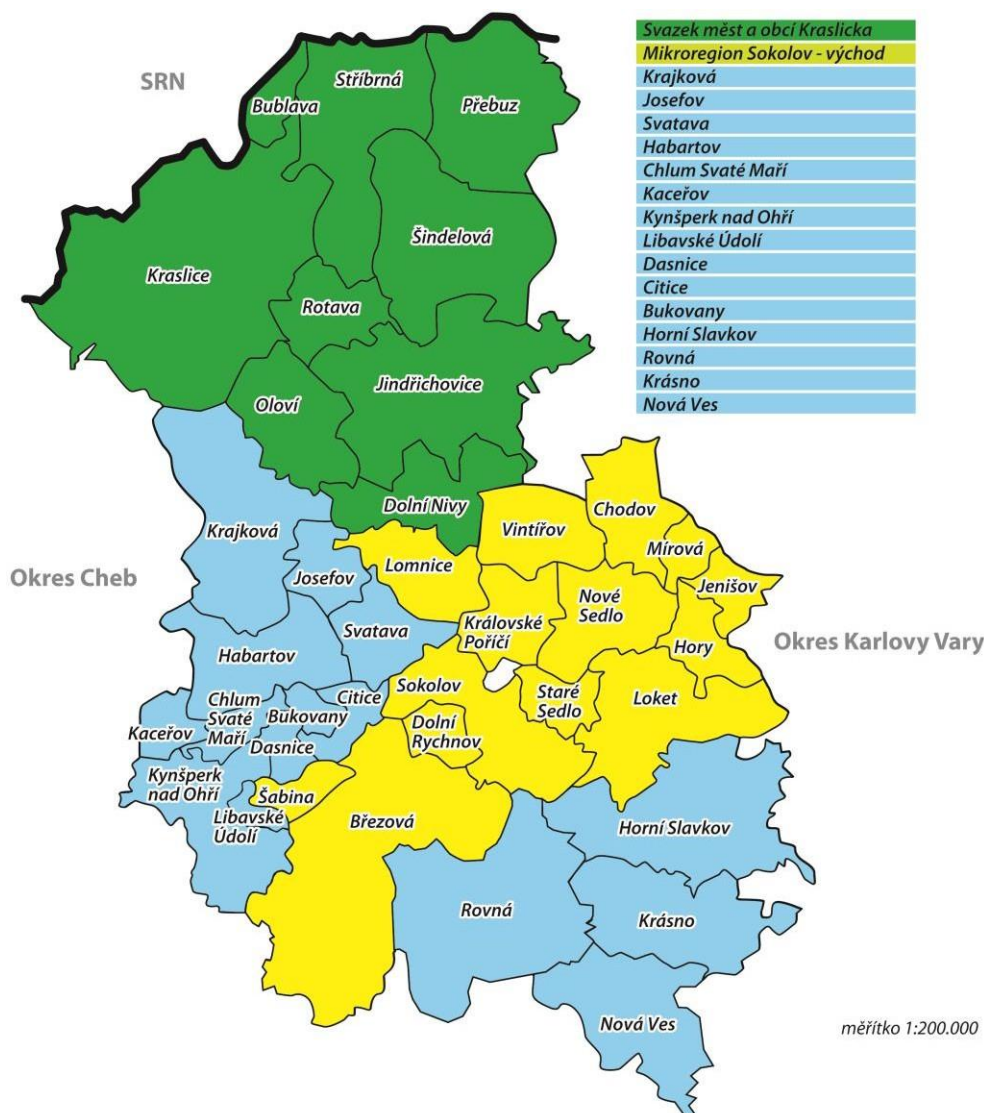 Svazek měst a obcí Kraslicka
Mikroregion Sokolov - východ
Krajková
Josefov
Svatava
Habartov
Chlum Svaté Maří
Kaceřov
Kynšperk nad Ohří
Libavské Údolí
Dasnice
Citice
Bukovany
Horní Slavkov
Rovná
Krásno
Nová Ves
SRN
Stříbrná
Bublava
Přebuz
Šindelová
Kraslice
Rotava
Jindřichovice
Oloví
Dolní Nivy
Chodov
Vintířov
Krajková
Mírová
Lomnice
Okres Cheb
Josefov
Jenišov
Nové
Sedlo
Královské
Poříčí
Svatava
Okres Karlovy Vary
Hory
Habartov
Sokolov
Citice
Staré
Sedlo
Loket
Chlum
Svaté
Maří
Bukovany
Dolní
Rychnov
Kaceřov
Dasnice
Kynšperk
nad Ohří
Šabina
Libavské
Údolí
Březová
Horní Slavkov
Rovná
Krásno
Nová Ves
měřítko 1:200.000